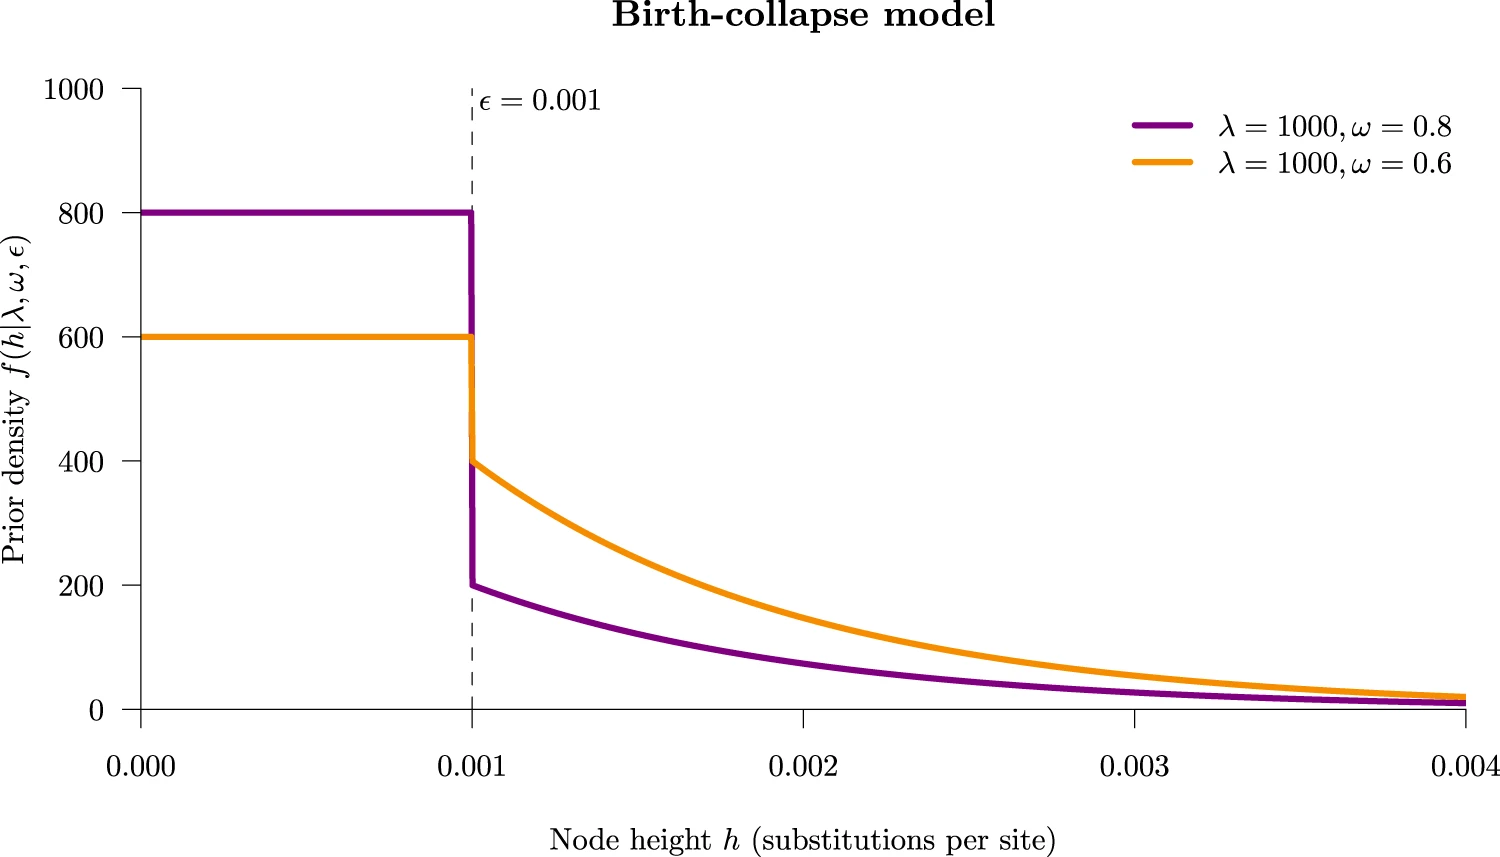 Birth-collapse model
1000
800
600
400
200
0
Prior density f(h|λ, ω, ϵ)
ϵ = 0.001
λ = 1000, ω = 0.8
λ = 1000, ω = 0.6
0.000 0.001 0.002 0.003 0.004
Node height h (substitutions per site)